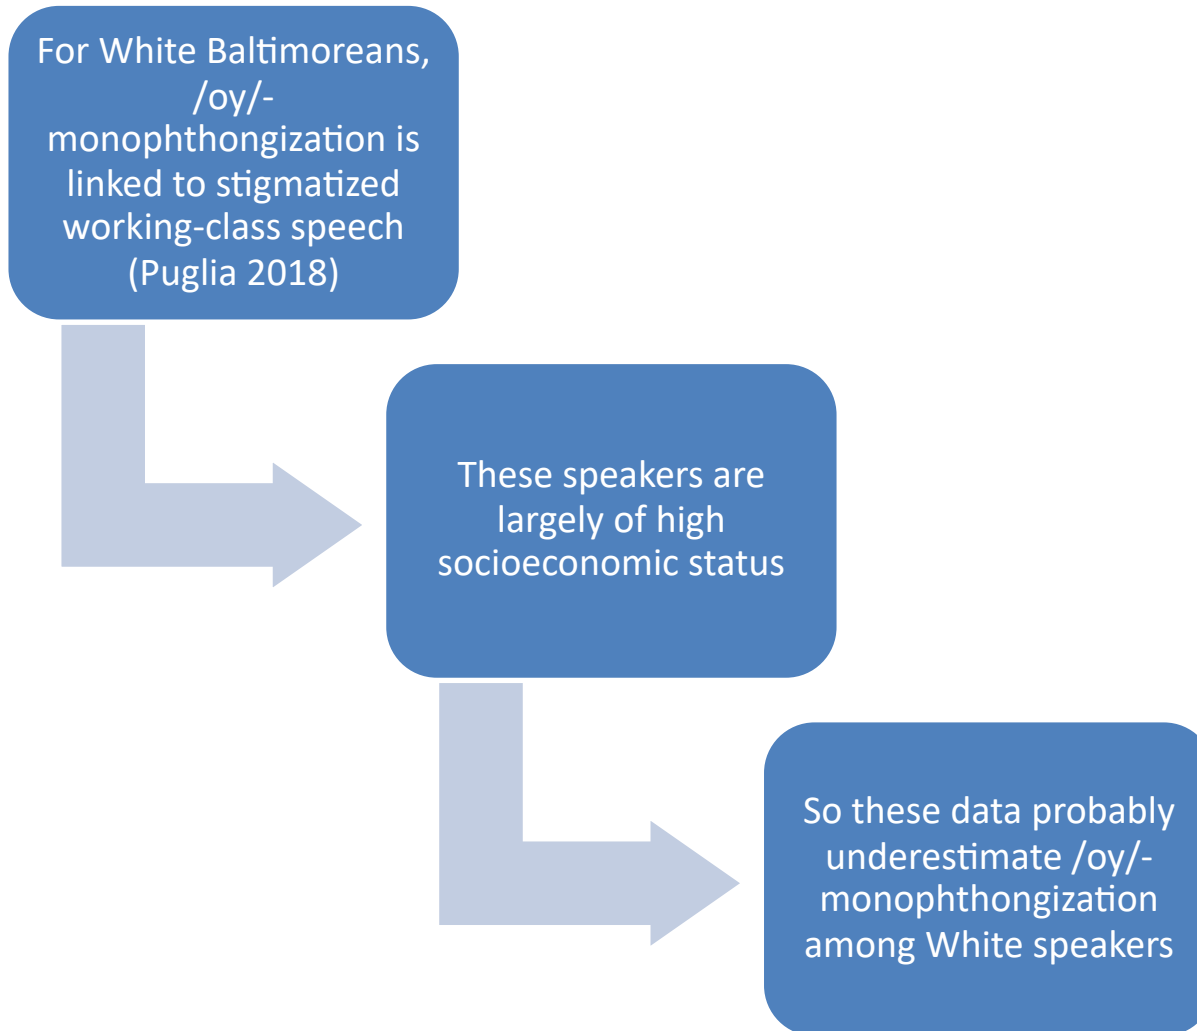 For White Baltimoreans,
/oy/-
monophthongization is
linked to stigmatized
working-class speech
(Puglia 2018)
These speakers are
largely of high
socioeconomic status
So these data probably
underestimate /oy/-
monophthongization
among White speakers